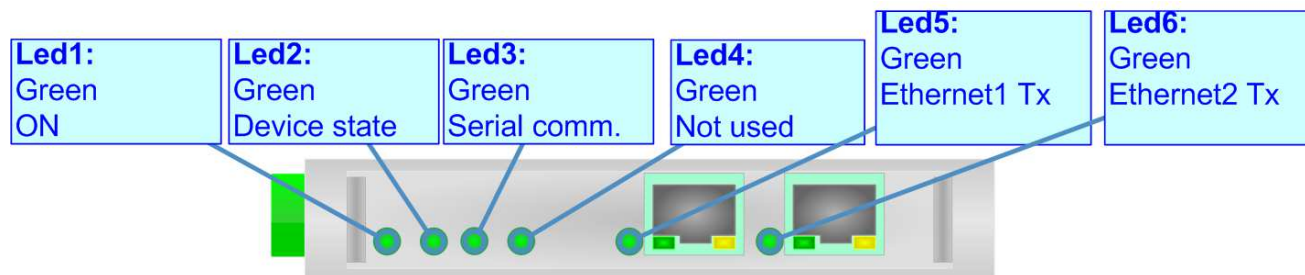 Led1:
Green
ON
Led2:
Green
Device state
Led3:
Green
Serial comm.
Led4:
Green
Not used
Led5:
Green
Ethernet1 Tx
Led6:
Green
Ethernet2 Tx